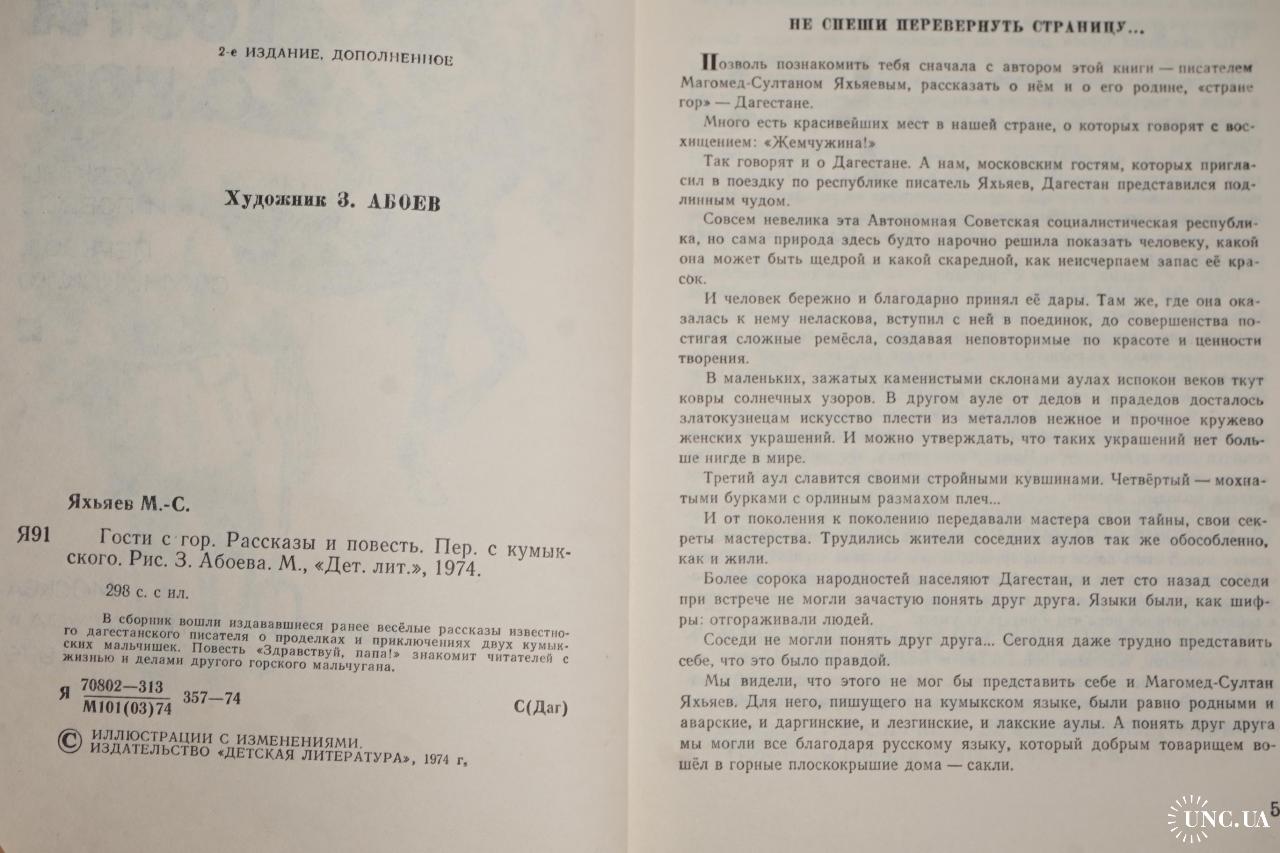 2-е ИЗДАНИЕ, ДОПОЛНЕННОЕ
Художник З. АБОЕВ
Яхьяев М.-С.
Я91
Гости с гор. Рассказы и повесть. Пер. с кумык-
ского. Рис. З. Абоева. М., «Дет. лит.», 1974.
298 с. с ил.
В сборник вошли издававшиеся ранее весёлые рассказы известно-
го дагестанского писателя о проделках и приключениях двух кумык-
ских мальчишек. Повесть «Здравствуй, папа!» знакомит читателей с
жизнью и делами другого горского мальчугана.
Я 70802—313
М101(03)74 357—74
С(Даг)
© ИЛЛЮСТРАЦИИ С ИЗМЕНЕНИЯМИ.
ИЗДАТЕЛЬСТВО «ДЕТСКАЯ ЛИТЕРАТУРА», 1974 г,
НЕ СПЕШИ ПЕРЕВЕРНУТЬ СТРАНИЦУ...
Позволь познакомить тебя сначала с автором этой книги — писателем
Магомед-Султаном Яхьяевым, рассказать о нём и о его родине, «стране
гор» — Дагестане.
Много есть красивейших мест в нашей стране, о которых говорят с вос-
хищением: «Жемчужина!»
Так говорят и о Дагестане. А нам, московским гостям, которых пригла-
сил в поездку по республике писатель Яхьяев, Дагестан представился под-
линным чудом.
Совсем невелика эта Автономная Советская социалистическая республи-
ка, но сама природа здесь будто нарочно решила показать человеку, какой
она может быть щедрой и какой скаредной, как неисчерпаем запас её кра-
сок.
И человек бережно и благодарно принял её дары. Там же, где она ока-
залась к нему неласкова, вступил с ней в поединок, до совершенства по-
стигая сложные ремёсла, создавая неповторимые по красоте и ценности
творения.
В маленьких, зажатых каменистыми склонами аулах испокон веков ткут
ковры солнечных узоров. В другом ауле от дедов и прадедов досталось
златокузнецам искусство плести из металлов нежное и прочное кружево
женских украшений. И можно утверждать, что таких украшений нет боль-
ше нигде в мире.
Третий аул славится своими стройными кувшинами. Четвёртый — мохна-
тыми бурками с орлиным размахом плеч...
И от поколения к поколению передавали мастера свои тайны, свои сек-
реты мастерства. Трудились жители соседних аулов так же обособленно,
как и жили.
Более сорока народностей населяют Дагестан, и лет сто назад соседи
при встрече не могли зачастую понять друг друга. Языки были, как шиф-
ры: отгораживали людей.
Соседи не могли понять друг друга... Сегодня даже трудно представить
себе, что это было правдой.
Мы видели, что этого не мог бы представить себе и Магомед-Султан
Яхьяев. Для него, пишущего на кумыкском языке, были равно родными и
аварские, и даргинские, и лезгинские, и лакские аулы. А понять друг друга
мы могли все благодаря русскому языку, который добрым товарищем во-
шёл в горные плоскокрышие дома — сакли.
5
UNC.UA